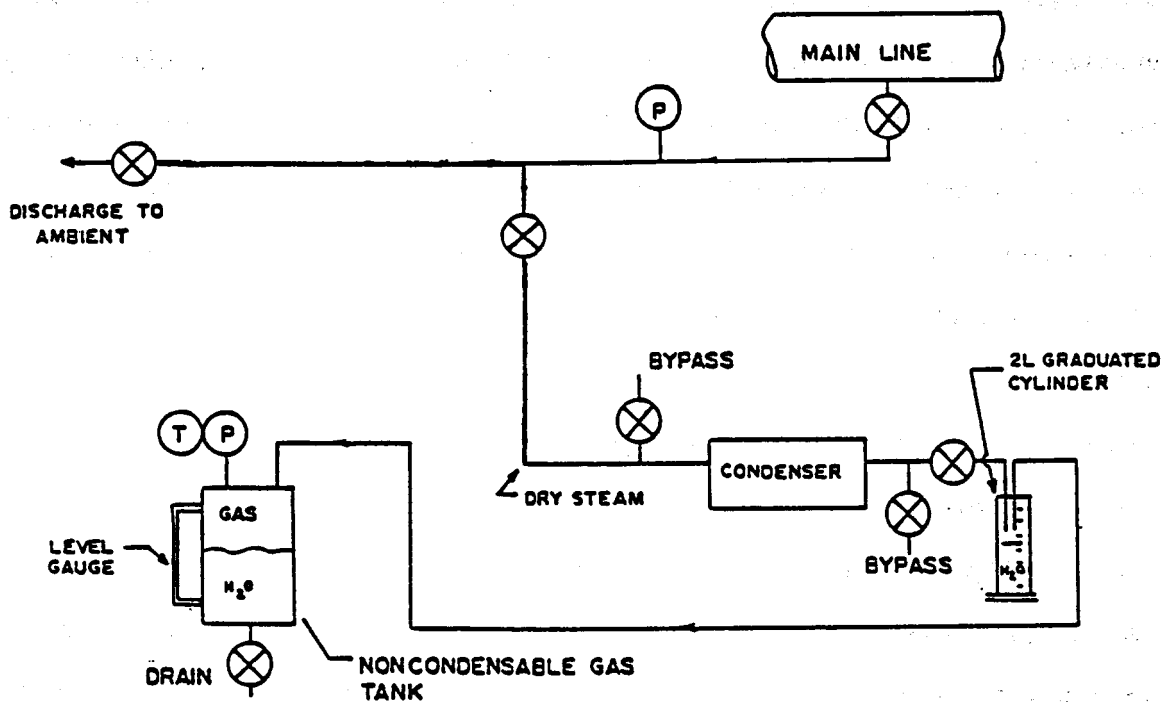 MAIN LINE
P
DISCHARGE TO
AMBIENT
BYPASS
2L GRADUATED
CYLINDER
T P
CONDENSER
DRY STEAM
GAS
LEVEL
GAUGE
H₂O
BYPASS
H₂O
DRAIN
NONCONDENSABLE GAS
TANK